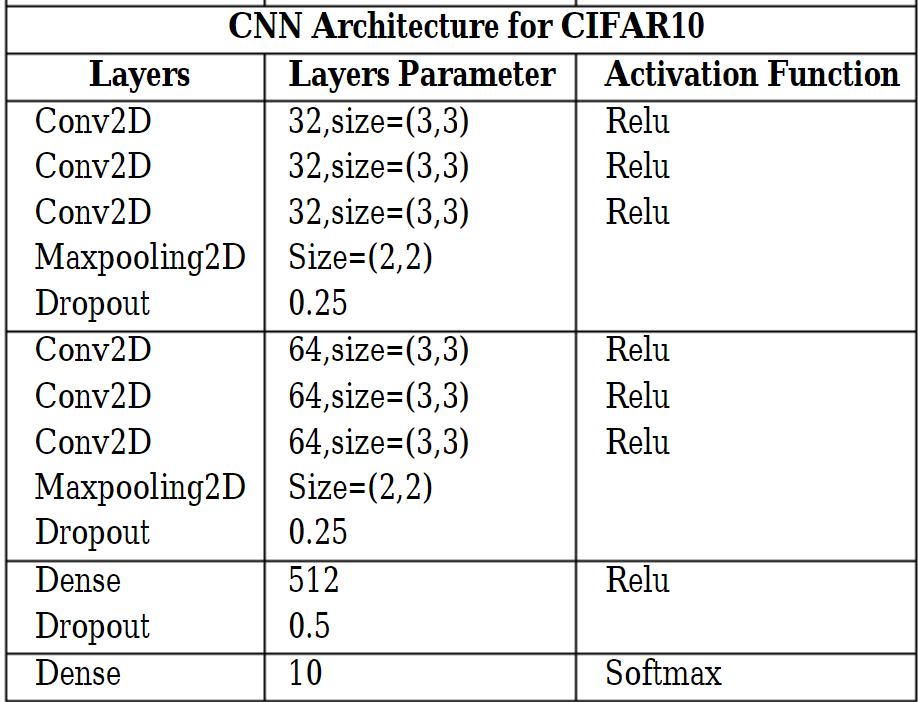 CNN Architecture for CIFAR10
Layers Layers Parameter Activation Function
Conv2D 32,size=(3,3) Relu
Conv2D 32,size=(3,3) Relu
Conv2D 32,size=(3,3) Relu
Maxpooling2D Size=(2,2)
Dropout 0.25
Conv2D 64,size=(3,3) Relu
Conv2D 64,size=(3,3) Relu
Conv2D 64,size=(3,3) Relu
Maxpooling2D Size=(2,2)
Dropout 0.25
Dense 512 Relu
Dropout 0.5
Dense 10 Softmax